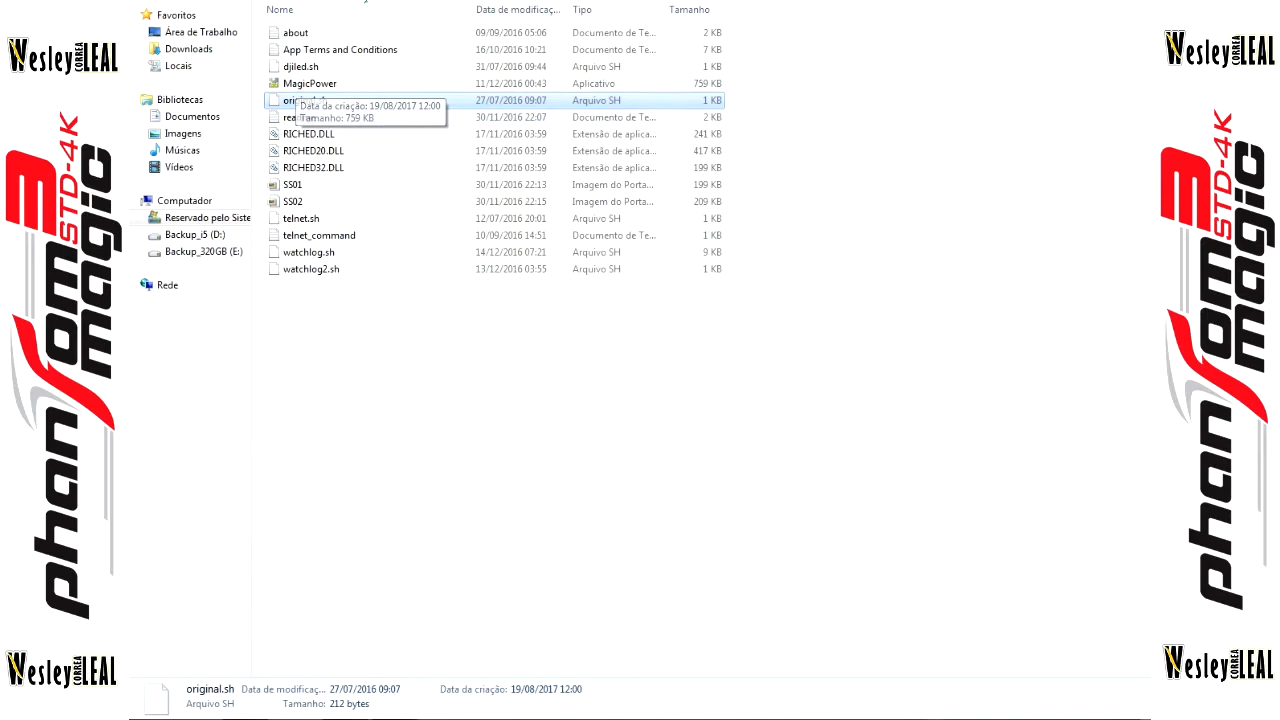 Wesley CORREA LEAL
phantom 3 STD-4K magic
Wesley CORREA LEAL
Favoritos
Área de Trabalho
Downloads
Locais
Bibliotecas
Documentos
Imagens
Músicas
Vídeos
Computador
Reservado pelo Siste
Backup_i5 (D:)
Backup_320GB (E:)
Rede
Nome Data de modificaç... Tipo Tamanho
about 09/09/2016 05:06 Documento de Te... 2 KB
App Terms and Conditions 16/10/2016 10:21 Documento de Te... 7 KB
djiled.sh 31/07/2016 09:44 Arquivo SH 1 KB
MagicPower 11/12/2016 00:43 Aplicativo 759 KB
27/07/2016 09:07 Arquivo SH 1 KB
Data da criação: 19/08/2017 12:00
Tamanho: 759 KB
30/11/2016 22:07 Documento de Te... 2 KB
RICHED.DLL 17/11/2016 03:59 Extensão de aplica... 241 KB
RICHED20.DLL 17/11/2016 03:59 Extensão de aplica... 417 KB
RICHED32.DLL 17/11/2016 03:59 Extensão de aplica... 199 KB
SS01 30/11/2016 22:13 Imagem do Porta... 199 KB
SS02 30/11/2016 22:15 Imagem do Porta... 209 KB
telnet.sh 12/07/2016 20:01 Arquivo SH 1 KB
telnet_command 10/09/2016 14:51 Documento de Te... 1 KB
watchlog.sh 14/12/2016 07:21 Arquivo SH 9 KB
watchlog2.sh 13/12/2016 03:55 Arquivo SH 1 KB
original.sh Data de modificaç... 27/07/2016 09:07 Data da criação: 19/08/2017 12:00
Arquivo SH Tamanho: 212 bytes
Wesley CORREA LEAL
phantom 3 STD-4K magic
Wesley CORREA LEAL